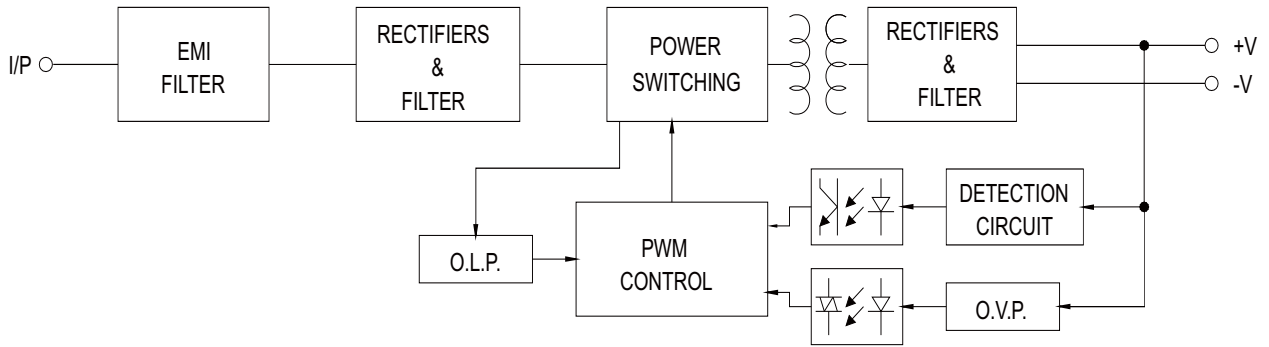 I/P
EMI
FILTER
RECTIFIERS
&
FILTER
POWER
SWITCHING
RECTIFIERS
&
FILTER
+V
-V
DETECTION
CIRCUIT
O.L.P.
PWM
CONTROL
O.V.P.